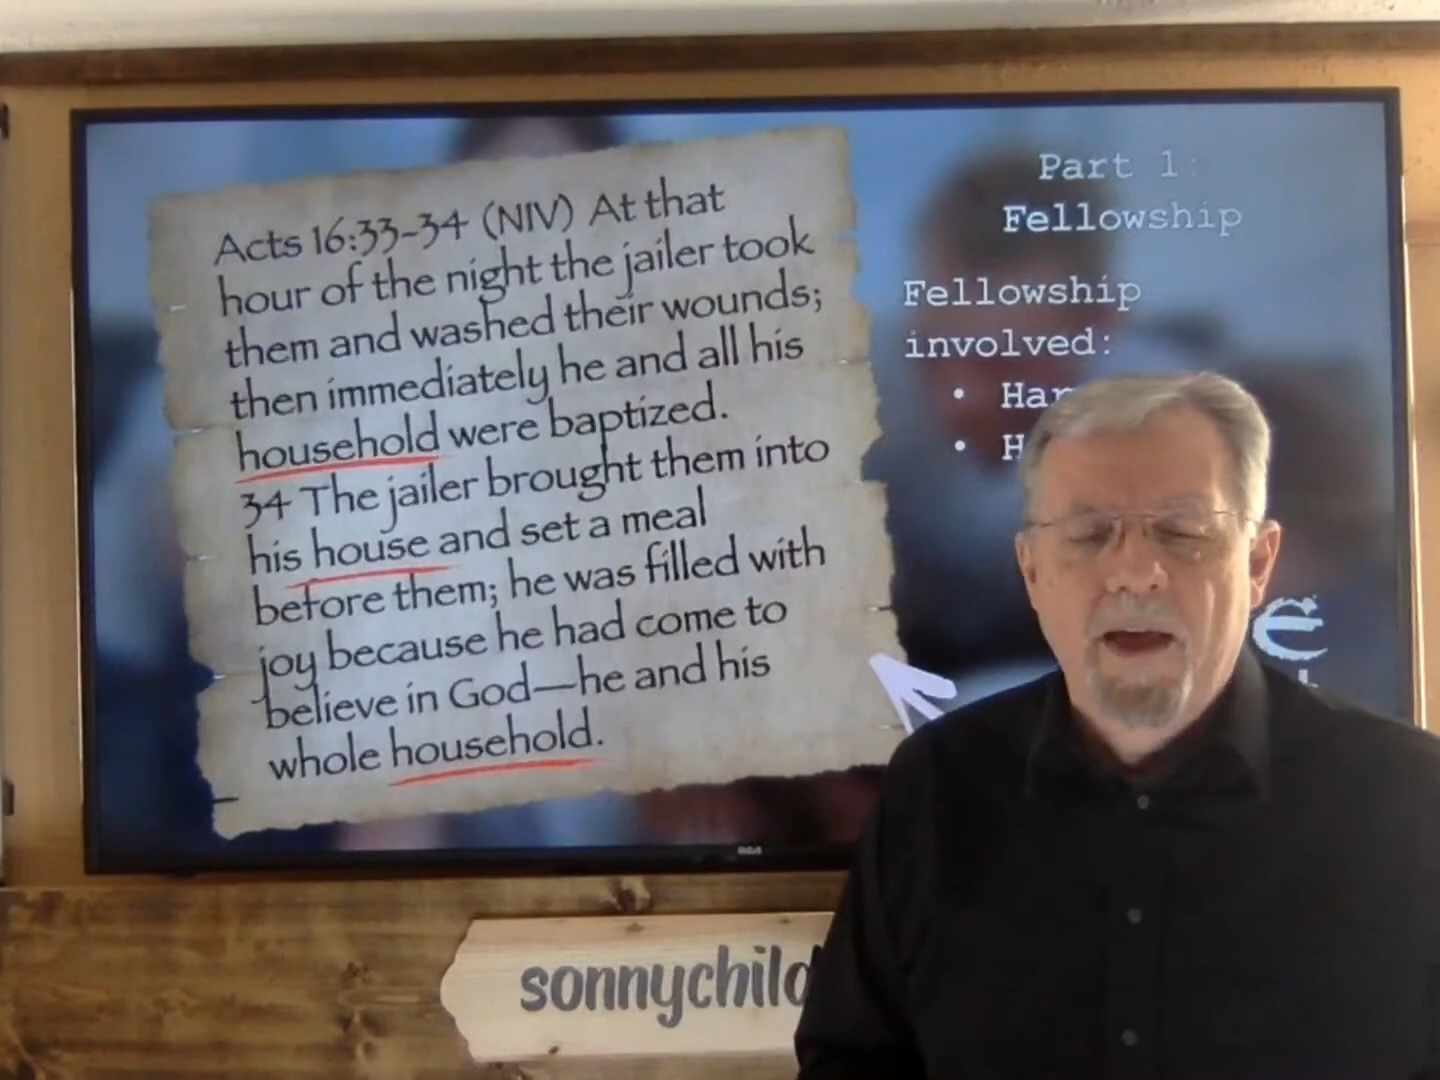 Acts 16:33-34 (NIV) At that
hour of the night the jailer took
them and washed their wounds;
then immediately he and all his
household were baptized.
34 The jailer brought them into
his house and set a meal
before them; he was filled with
joy because he had come to
believe in God—he and his
whole household.
Part 1:
Fellowship
Fellowship
involved:
RCA
sonnychild